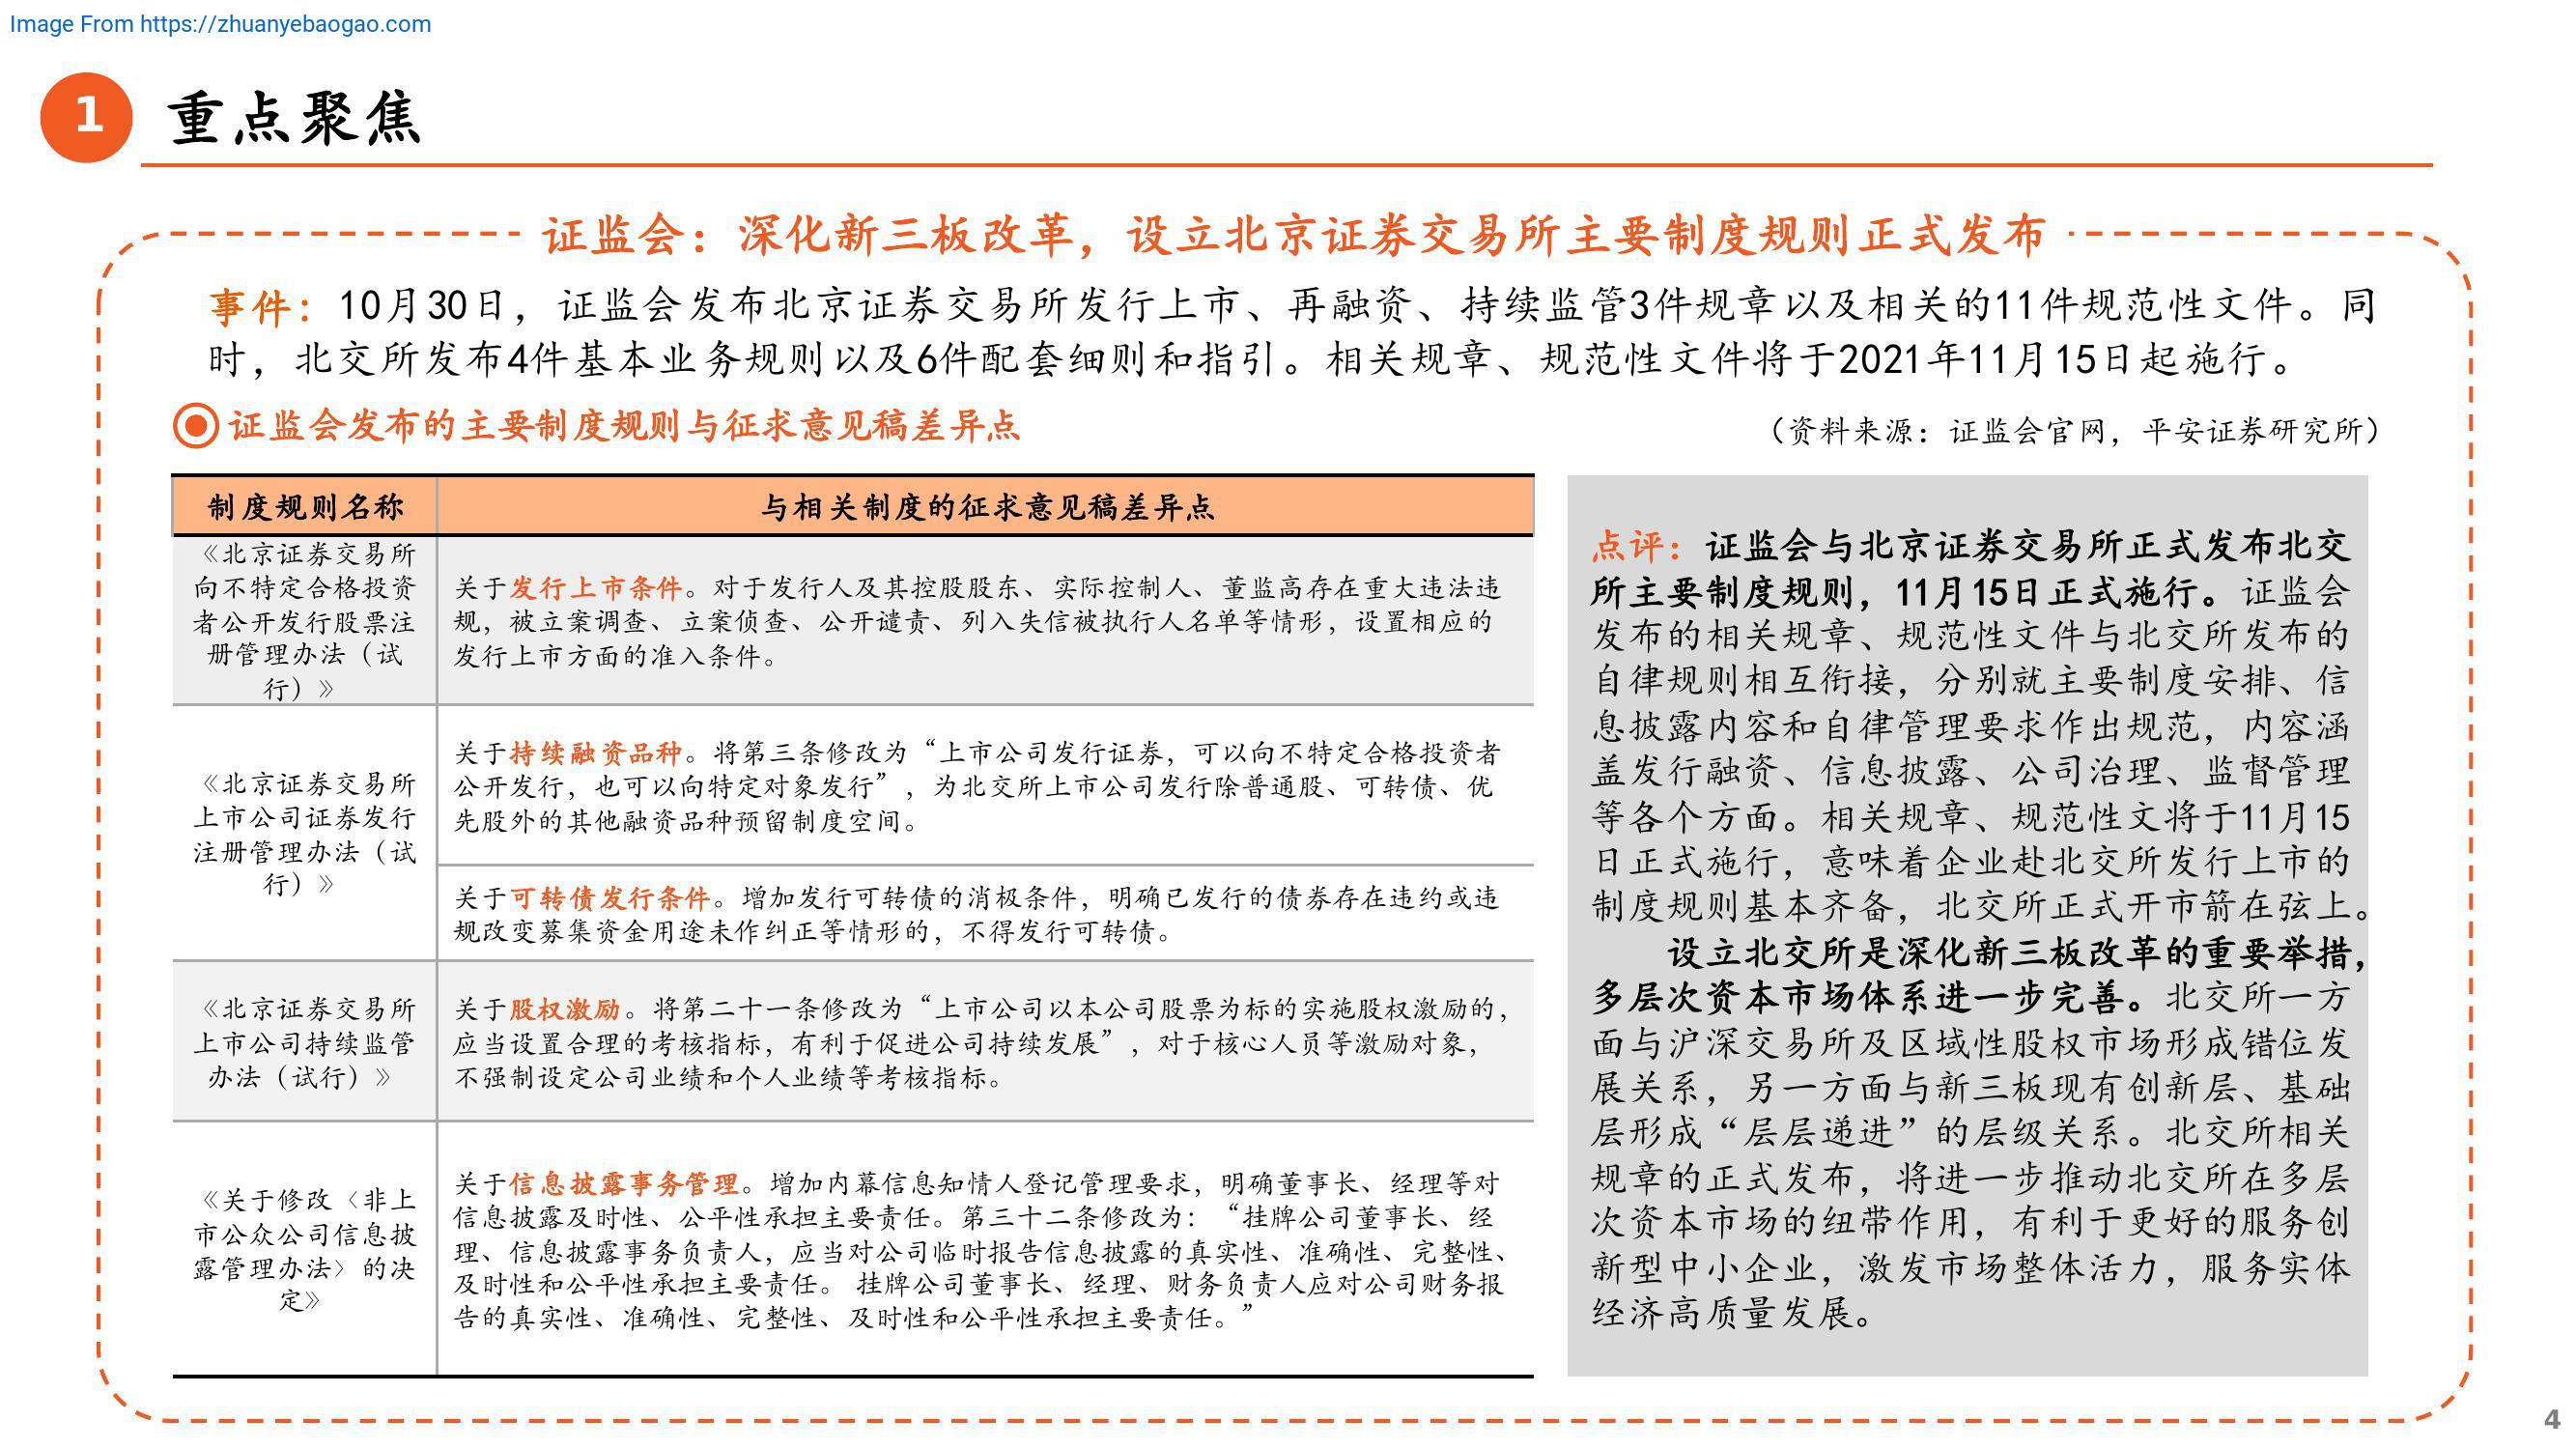 Image From https://zhuanyebaogao.com
1
重点聚焦
证监会：深化新三板改革，设立北京证券交易所主要制度规则正式发布
事件：10月30日，证监会发布北京证券交易所发行上市、再融资、持续监管3件规章以及相关的11件规范性文件。同
时，北交所发布4件基本业务规则以及6件配套细则和指引。相关规章、规范性文件将于2021年11月15日起施行。
证监会发布的主要制度规则与征求意见稿差异点
（资料来源：证监会官网，平安证券研究所）
制度规则名称
与相关制度的征求意见稿差异点
《北京证券交易所
向不特定合格投资
者公开发行股票注
册管理办法（试
行）》
关于发行上市条件。对于发行人及其控股股东、实际控制人、董监高存在重大违法违
规，被立案调查、立案侦查、公开谴责、列入失信被执行人名单等情形，设置相应的
发行上市方面的准入条件。
《北京证券交易所
上市公司证券发行
注册管理办法（试
行）》
关于持续融资品种。将第三条修改为“上市公司发行证券，可以向不特定合格投资者
公开发行，也可以向特定对象发行”，为北交所上市公司发行除普通股、可转债、优
先股外的其他融资品种预留制度空间。
关于可转债发行条件。增加发行可转债的消极条件，明确已发行的债券存在违约或违
规改变募集资金用途未作纠正等情形的，不得发行可转债。
《北京证券交易所
上市公司持续监管
办法（试行）》
关于股权激励。将第二十一条修改为“上市公司以本公司股票为标的实施股权激励的，
应当设置合理的考核指标，有利于促进公司持续发展”，对于核心人员等激励对象，
不强制设定公司业绩和个人业绩等考核指标。
《关于修改〈非上
市公众公司信息披
露管理办法〉的决
定》
关于信息披露事务管理。增加内幕信息知情人登记管理要求，明确董事长、经理等对
信息披露及时性、公平性承担主要责任。第三十二条修改为：“挂牌公司董事长、经
理、信息披露事务负责人，应当对公司临时报告信息披露的真实性、准确性、完整性、
及时性和公平性承担主要责任。 挂牌公司董事长、经理、财务负责人应对公司财务报
告的真实性、准确性、完整性、及时性和公平性承担主要责任。”
点评：证监会与北京证券交易所正式发布北交
所主要制度规则，11月15日正式施行。证监会
发布的相关规章、规范性文件与北交所发布的
自律规则相互衔接，分别就主要制度安排、信
息披露内容和自律管理要求作出规范，内容涵
盖发行融资、信息披露、公司治理、监督管理
等各个方面。相关规章、规范性文将于11月15
日正式施行，意味着企业赴北交所发行上市的
制度规则基本齐备，北交所正式开市箭在弦上。
设立北交所是深化新三板改革的重要举措，
多层次资本市场体系进一步完善。北交所一方
面与沪深交易所及区域性股权市场形成错位发
展关系，另一方面与新三板现有创新层、基础
层形成“层层递进”的层级关系。北交所相关
规章的正式发布，将进一步推动北交所在多层
次资本市场的纽带作用，有利于更好的服务创
新型中小企业，激发市场整体活力，服务实体
经济高质量发展。
4